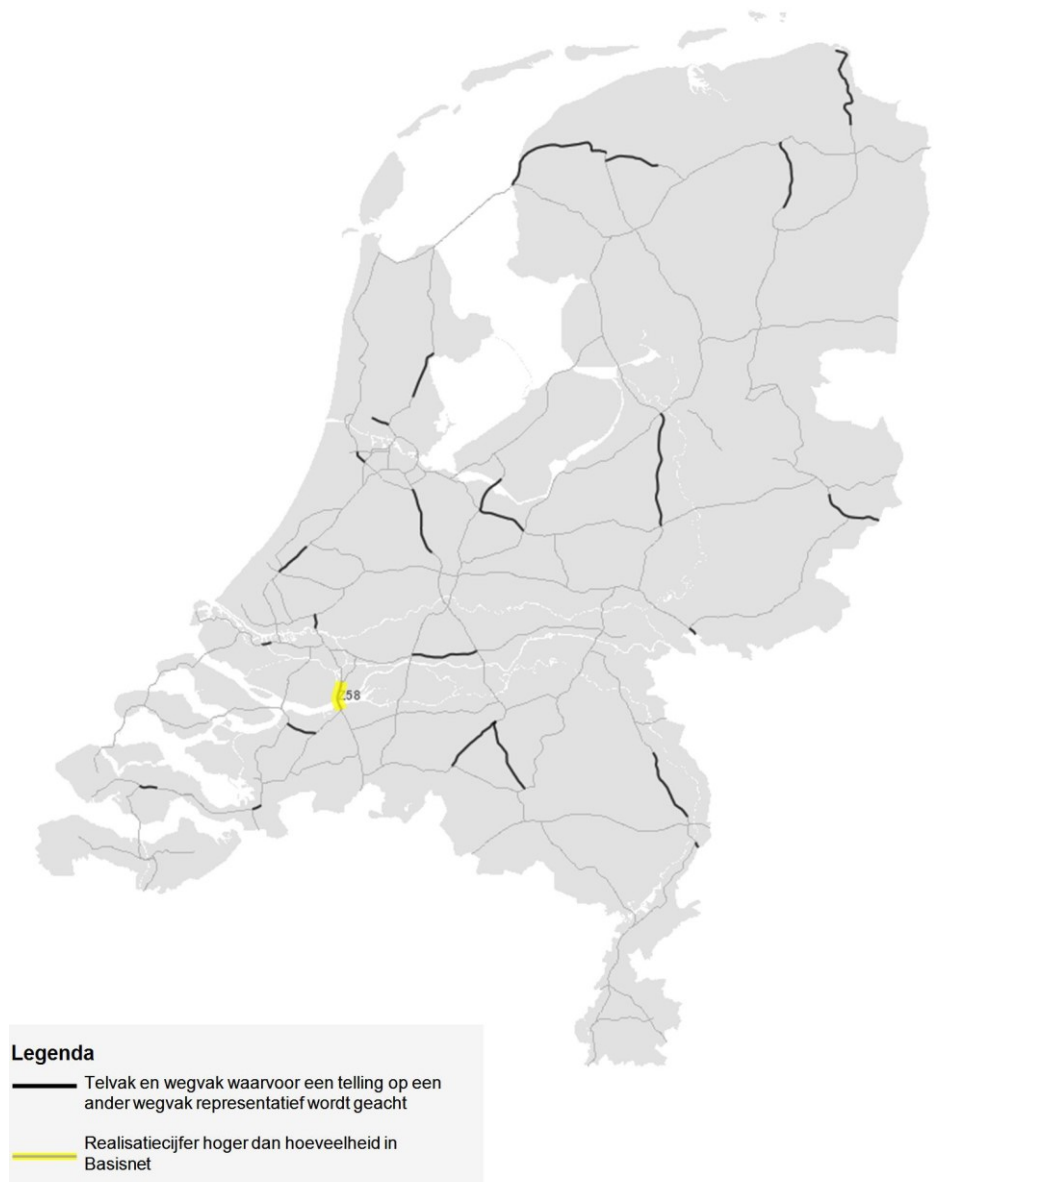 Z58
Legenda
Telvak en wegvak waarvoor een telling op een
ander wegvak representatief wordt geacht
Realisatiecijfer hoger dan hoeveelheid in
Basisnet